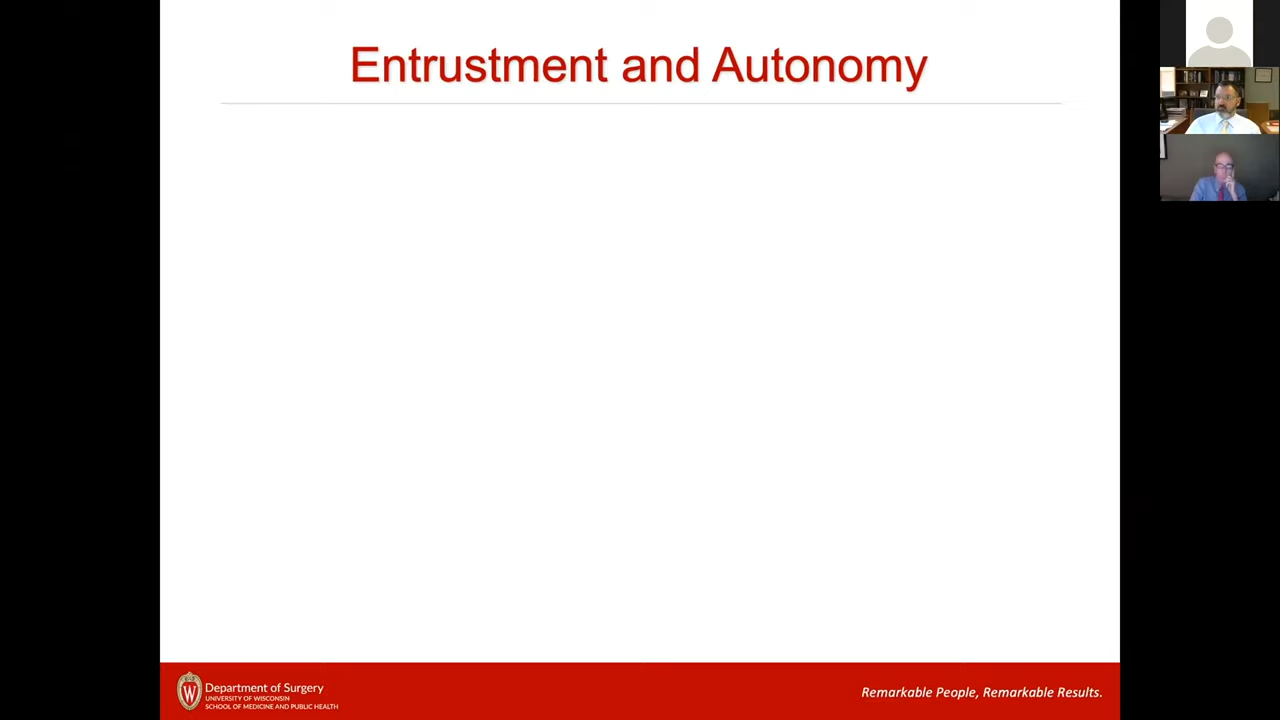 Entrustment and Autonomy
W
Department of Surgery
UNIVERSITY OF WISCONSIN
SCHOOL OF MEDICINE AND PUBLIC HEALTH
Remarkable People, Remarkable Results.